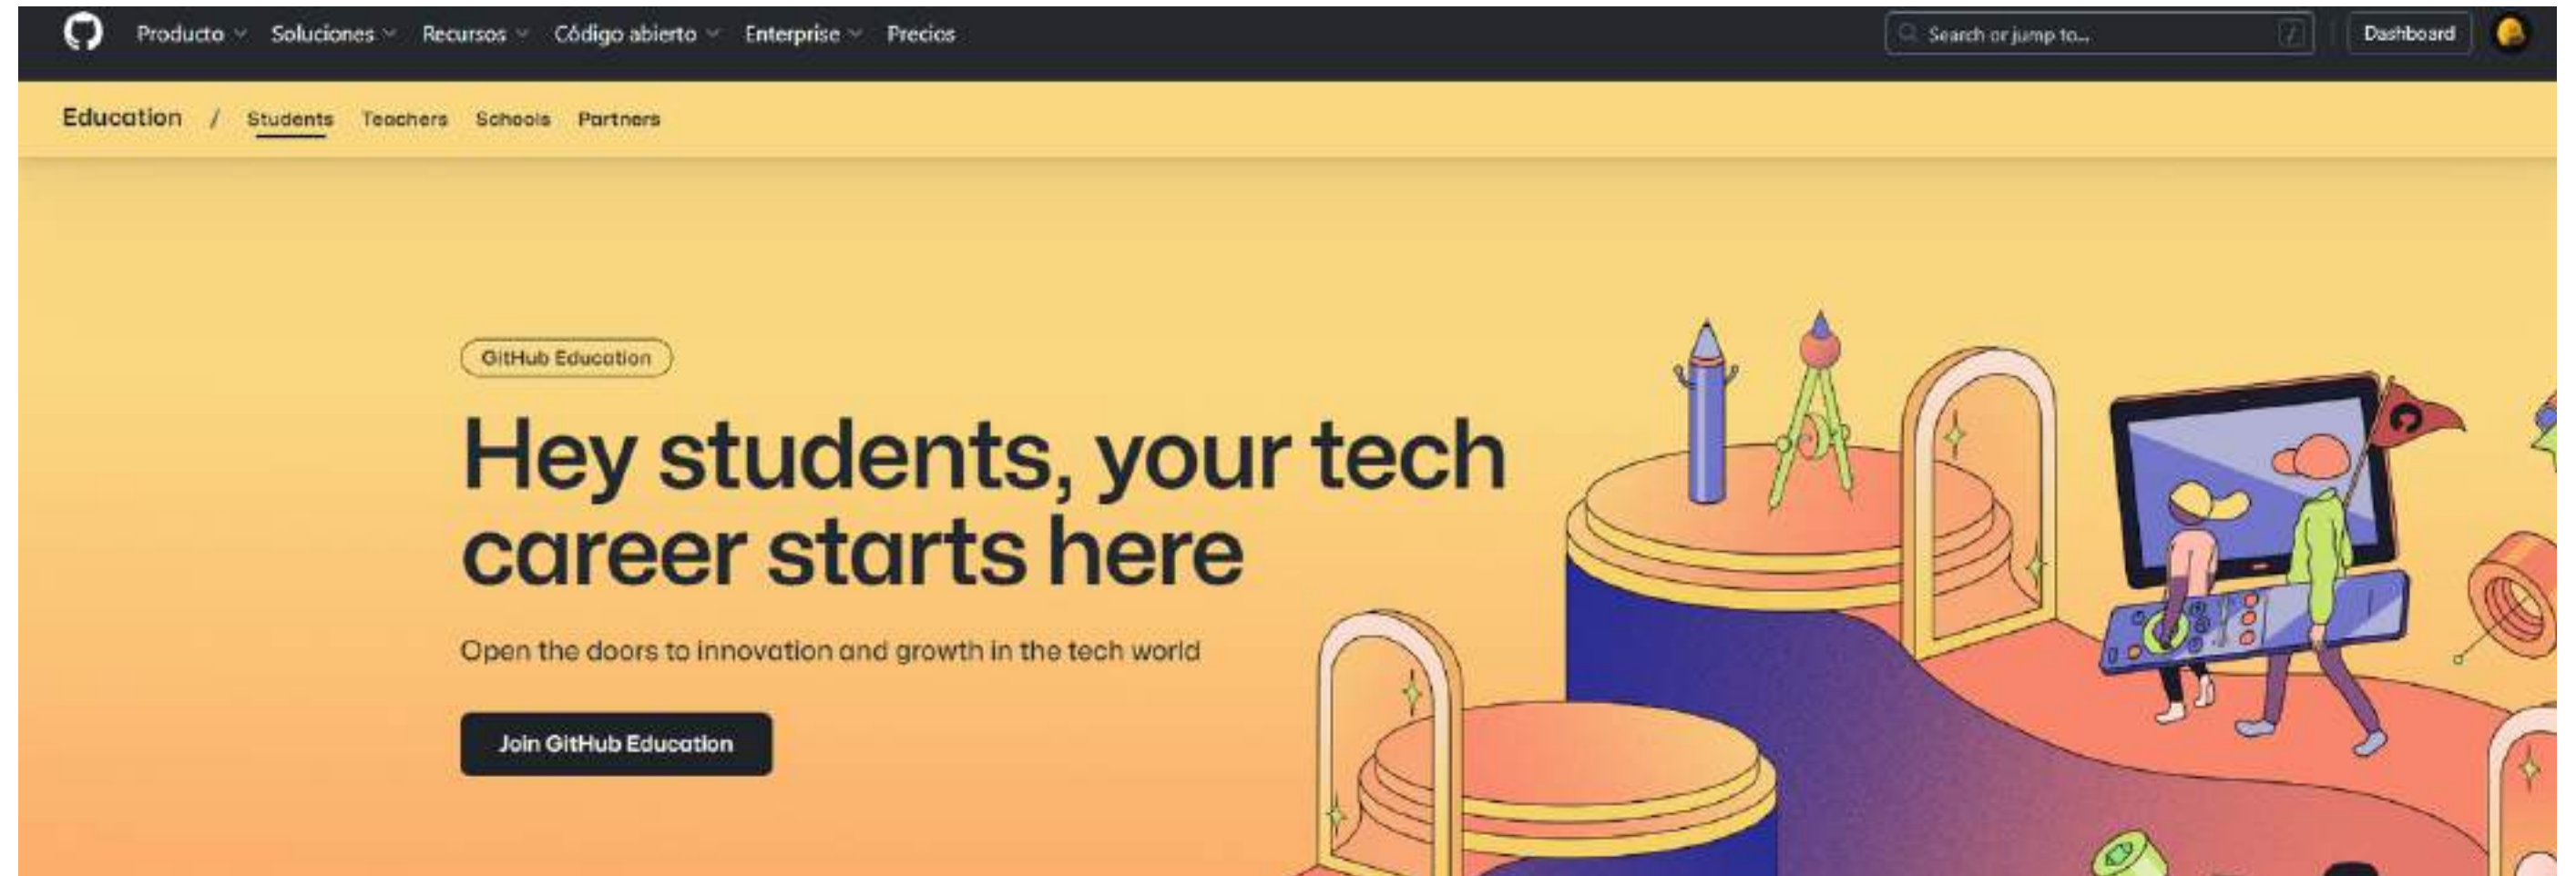 Producto Soluciones Recursos Código abierto Enterprise Precios Search or jump to... / Dashboard
Education / Students Teachers Schools Partners
GitHub Education
Hey students, your tech
career starts here
Open the doors to innovation and growth in the tech world
Join GitHub Education